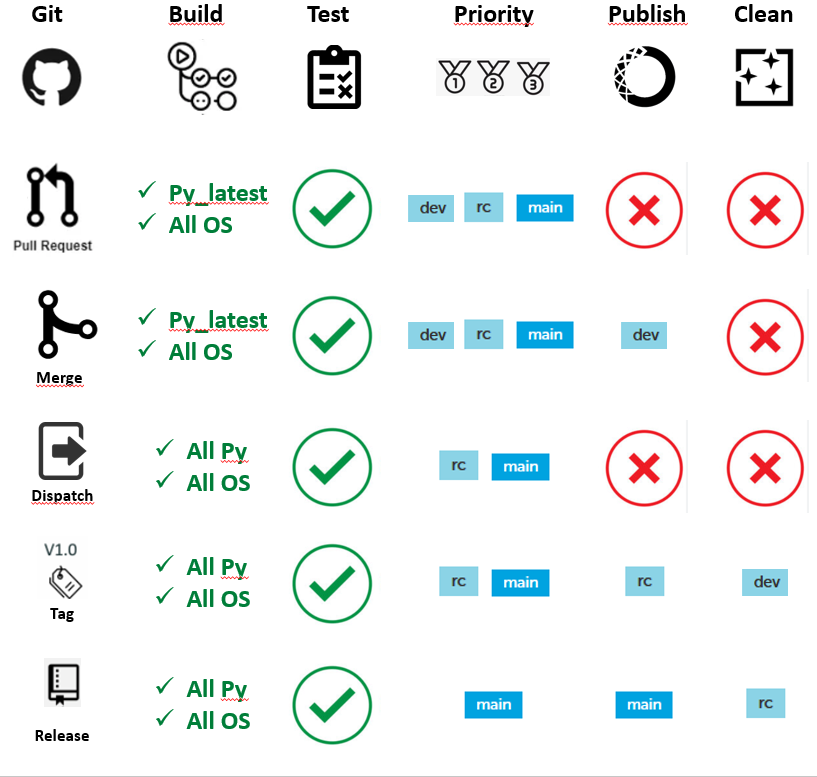 Git Build Test Priority Publish Clean
1 2 3
Pull Request
✓ Py_latest
✓ All OS
dev rc main
Merge
✓ Py_latest
✓ All OS
dev rc main dev
Dispatch
✓ All Py
✓ All OS
rc main
V1.0
Tag
✓ All Py
✓ All OS
rc main rc dev
Release
✓ All Py
✓ All OS
main main rc